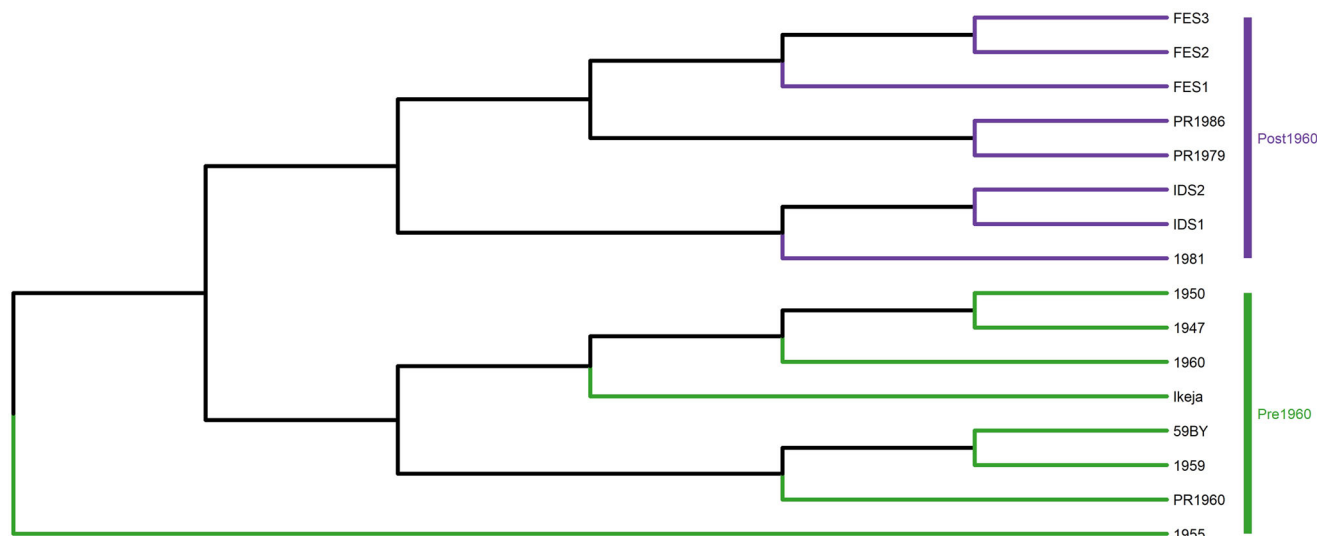 FES3
FES2
FES1
PR1986
PR1979
Post1960
IDS2
IDS1
1981
1950
1947
1960
Ikeja
Pre1960
59BY
1959
PR1960
1955